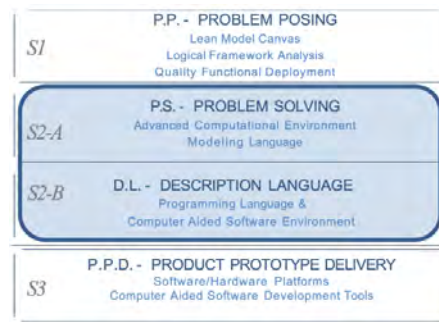 P.P. - PROBLEM POSING
Lean Model Canvas
S1
Logical Framework Analysis
Quality Functional Deployment
P.S. - PROBLEM SOLVING
S2-A
Advanced Computational Environment
Modeling Language
S2-B
D.L. - DESCRIPTION LANGUAGE
Programming Language &
Computer Aided Software Environment
P.P.D. - PRODUCT PROTOTYPE DELIVERY
S3
Software/Hardware Platforms
Computer Aided Software Development Tools